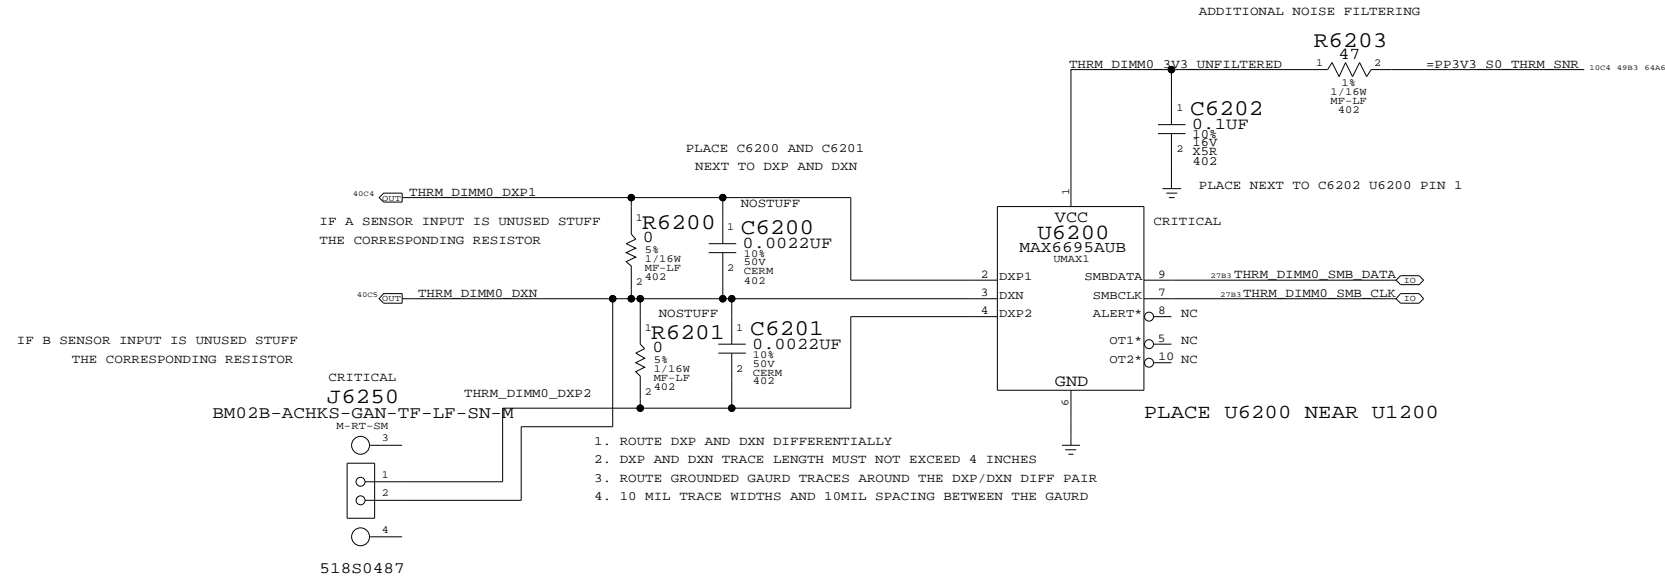 ADDITIONAL NOISE FILTERING
R6203
47
THRM_DIMM0_3V3_UNFILTERED
1
2
=PP3V3_S0_THRM_SNR
10C4 49B3 64A6
1%
1/16W
MF-LF
402
1
C6202
0.1UF
10%
16V
2
X5R
402
PLACE NEXT TO C6202 U6200 PIN 1
PLACE C6200 AND C6201
NEXT TO DXP AND DXN
40C4
OUT
THRM_DIMM0_DXP1
NOSTUFF
IF A SENSOR INPUT IS UNUSED STUFF
THE CORRESPONDING RESISTOR
1
R6200
0
5%
1/16W
MF-LF
2
402
1
C6200
0.0022UF
10%
50V
2
CERM
402
1
VCC
U6200
MAX6695AUB
UMAX1
CRITICAL
2
DXP1
3
DXN
4
DXP2
SMBDATA
9
27B3
THRM_DIMM0_SMB_DATA
IO
SMBCLK
7
27B3
THRM_DIMM0_SMB_CLK
IO
ALERT*
8
NC
OT1*
5
NC
OT2*
10
NC
GND
6
PLACE U6200 NEAR U1200
40C5
OUT
THRM_DIMM0_DXN
NOSTUFF
IF B SENSOR INPUT IS UNUSED STUFF
THE CORRESPONDING RESISTOR
1
R6201
0
5%
1/16W
MF-LF
2
402
1
C6201
0.0022UF
10%
50V
2
CERM
402
CRITICAL
J6250
BM02B-ACHKS-GAN-TF-LF-SN-M
M-RT-SM
THRM_DIMM0_DXP2
3
1
2
4
518S0487
1. ROUTE DXP AND DXN DIFFERENTIALLY
2. DXP AND DXN TRACE LENGTH MUST NOT EXCEED 4 INCHES
3. ROUTE GROUNDED GAURD TRACES AROUND THE DXP/DXN DIFF PAIR
4. 10 MIL TRACE WIDTHS AND 10MIL SPACING BETWEEN THE GAURD